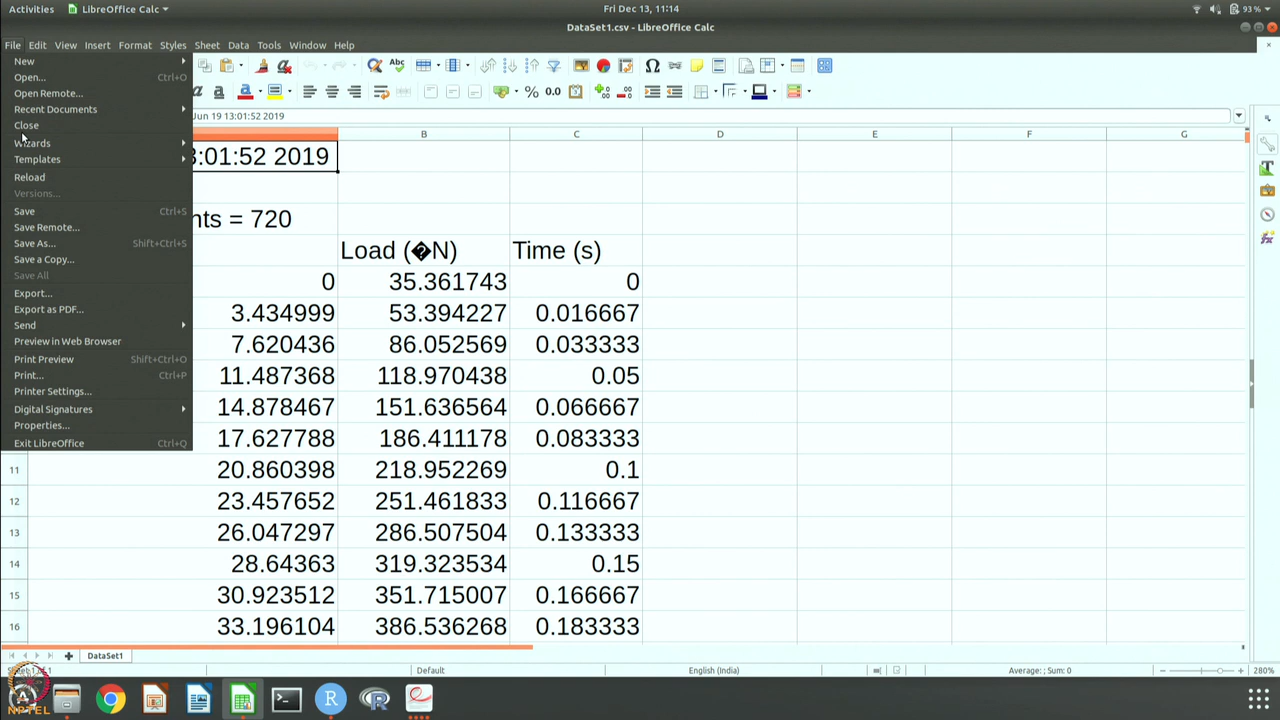 Activities
LibreOffice Calc
Fri Dec 13, 11:14
93 %
DataSet1.csv - LibreOffice Calc
File Edit View Insert Format Styles Sheet Data Tools Window Help
New
Open... Ctrl+O
Open Remote...
Recent Documents
Close
Wizards
Templates
Reload
Versions...
Save Ctrl+S
Save Remote...
Save As... Shift+Ctrl+S
Save a Copy...
Save All
Export...
Export as PDF...
Send
Preview in Web Browser
Print Preview Shift+Ctrl+O
Print... Ctrl+P
Printer Settings...
Digital Signatures
Properties...
Exit LibreOffice Ctrl+Q
Jun 19 13:01:52 2019
B C D E F G
:01:52 2019
nts = 720
Load (�N) Time (s)
0 35.361743 0
3.434999 53.394227 0.016667
7.620436 86.052569 0.033333
11.487368 118.970438 0.05
14.878467 151.636564 0.066667
17.627788 186.411178 0.083333
11 20.860398 218.952269 0.1
12 23.457652 251.461833 0.116667
13 26.047297 286.507504 0.133333
14 28.64363 319.323534 0.15
15 30.923512 351.715007 0.166667
16 33.196104 386.536268 0.183333
DataSet1
Default
English (India)
Average: ; Sum: 0
280%
NPTEL